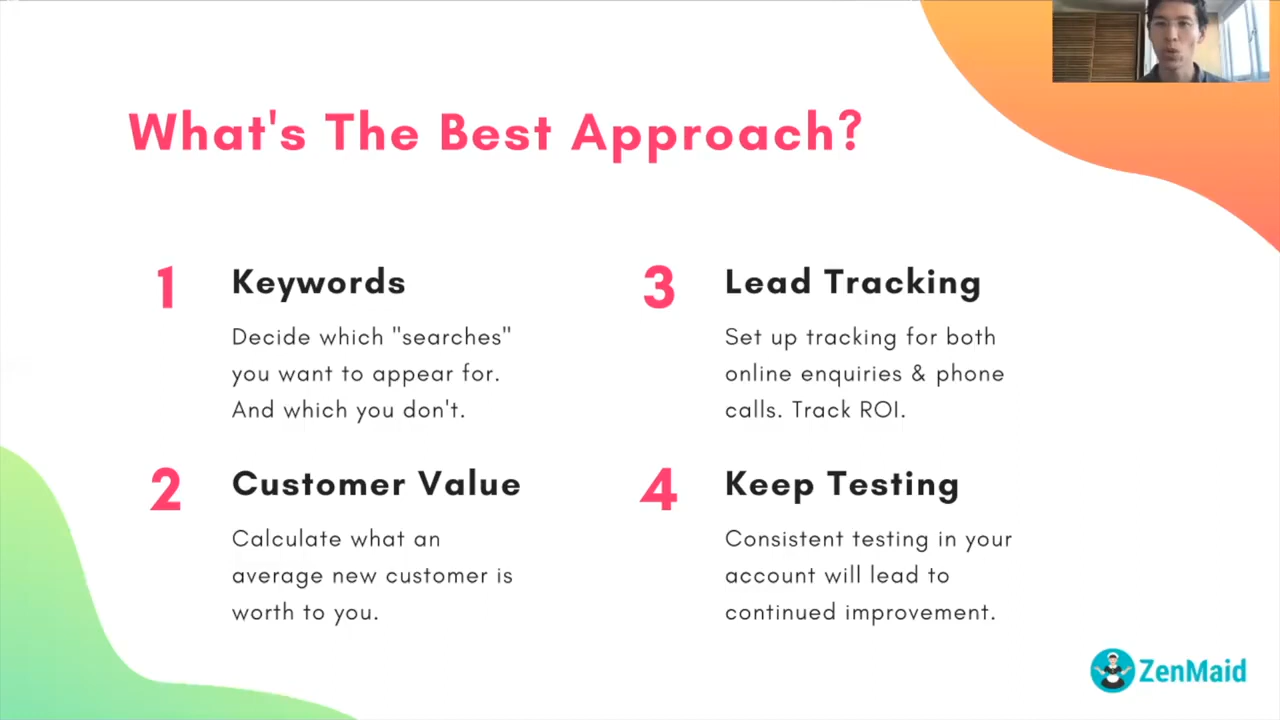 What's The Best Approach?
1
Keywords
Decide which "searches"
you want to appear for.
And which you don't.
2
Customer Value
Calculate what an
average new customer is
worth to you.
3
Lead Tracking
Set up tracking for both
online enquiries & phone
calls. Track ROI.
4
Keep Testing
Consistent testing in your
account will lead to
continued improvement.
ZenMaid